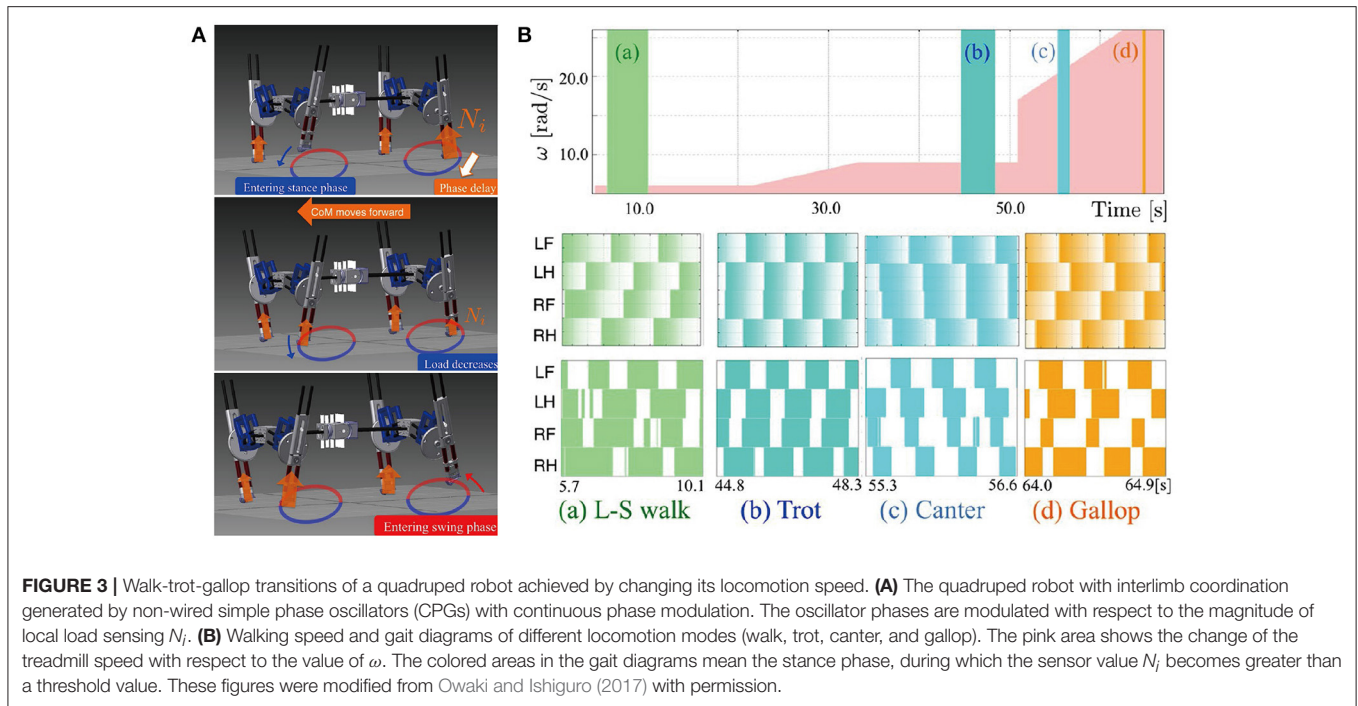 A
N_i
Entering stance phase
Phase delay
CoM moves forward
N_i
Load decreases
Entering swing phase
B
(a)
(b)
(c)
(d)
ω [rad/s]
20.0
10.0
10.0
30.0
50.0
Time [s]
LF
LH
RF
RH
LF
LH
RF
RH
5.7 10.1 44.8 48.3 55.3 56.6 64.0 64.9[s]
(a) L-S walk (b) Trot (c) Canter (d) Gallop
FIGURE 3 | Walk-trot-gallop transitions of a quadruped robot achieved by changing its locomotion speed. (A) The quadruped robot with interlimb coordination
generated by non-wired simple phase oscillators (CPGs) with continuous phase modulation. The oscillator phases are modulated with respect to the magnitude of
local load sensing N_i. (B) Walking speed and gait diagrams of different locomotion modes (walk, trot, canter, and gallop). The pink area shows the change of the
treadmill speed with respect to the value of ω. The colored areas in the gait diagrams mean the stance phase, during which the sensor value N_i becomes greater than
a threshold value. These figures were modified from Owaki and Ishiguro (2017) with permission.